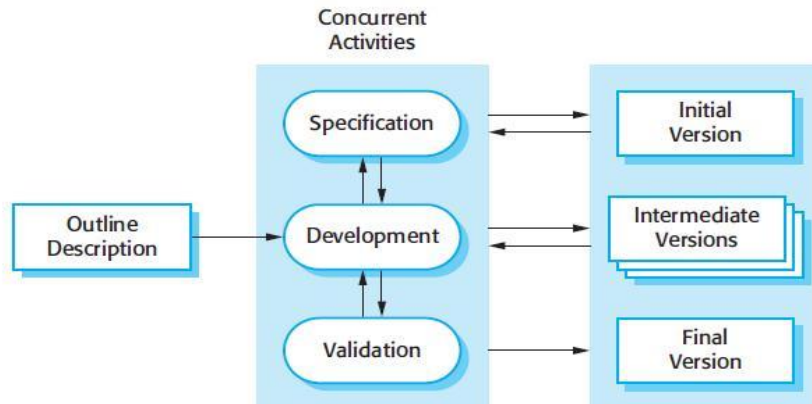 Concurrent
Activities
Specification
Initial
Version
Outline
Description
Development
Intermediate
Versions
Validation
Final
Version